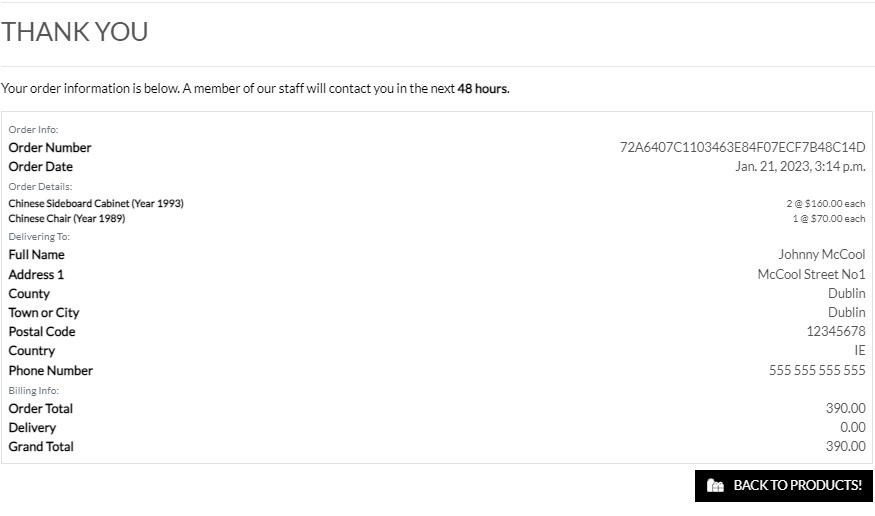 THANK YOU
Your order information is below. A member of our staff will contact you in the next 48 hours.
Order Info:
Order Number 72A6407C1103463E84F07ECF7B48C14D
Order Date Jan. 21, 2023, 3:14 p.m.
Order Details:
Chinese Sideboard Cabinet (Year 1993) 2 @ $160.00 each
Chinese Chair (Year 1989) 1 @ $70.00 each
Delivering To:
Full Name Johnny McCool
Address 1 McCool Street No1
County Dublin
Town or City Dublin
Postal Code 12345678
Country IE
Phone Number 555 555 555 555
Billing Info:
Order Total 390.00
Delivery 0.00
Grand Total 390.00
BACK TO PRODUCTS!